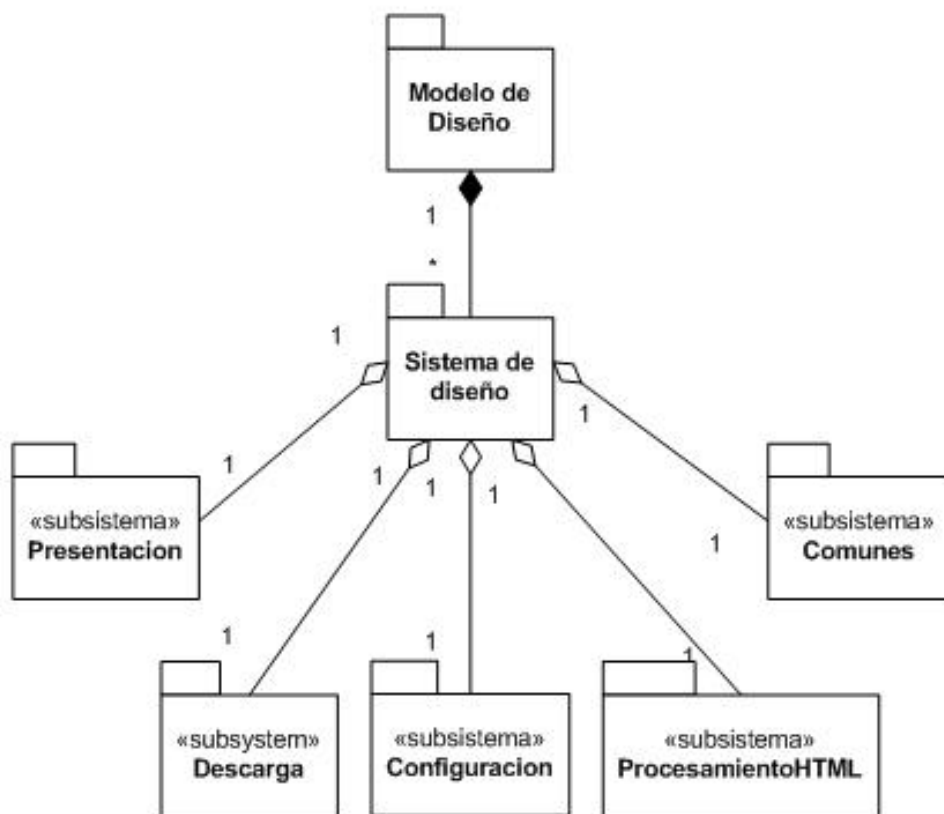 Modelo de
Diseño
1
*
1
Sistema de
diseño
1
1
1
1
1
«subsistema»
Presentacion
1
«subsistema»
Comunes
1
1
1
«subsystem»
Descarga
«subsistema»
Configuracion
«subsistema»
ProcesamientoHTML